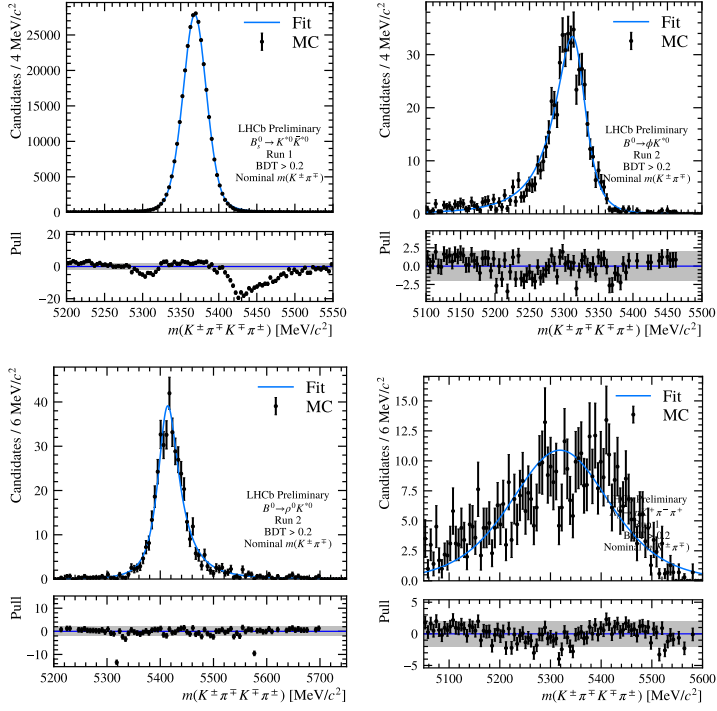 Candidates / 4 MeV/c²
25000
20000
15000
10000
5000
0
Fit
MC
LHCb Preliminary
B⁰ₛ → K*⁰K̄*⁰
Run 1
BDT > 0.2
Nominal m(K±π∓)
Pull
20
0
−20
5200 5250 5300 5350 5400 5450 5500 5550
m(K±π∓K∓π±) [MeV/c²]
Candidates / 4 MeV/c²
40
30
20
10
0
Fit
MC
LHCb Preliminary
B⁰→ϕK*⁰
Run 2
BDT > 0.2
Nominal m(K±π∓)
Pull
2.5
0.0
−2.5
5100 5150 5200 5250 5300 5350 5400 5450 5500
m(K±π∓K∓π±) [MeV/c²]
Candidates / 6 MeV/c²
40
30
20
10
0
Fit
MC
LHCb Preliminary
B⁰→ρ⁰K*⁰
Run 2
BDT > 0.2
Nominal m(K±π∓)
Pull
10
0
−10
5200 5300 5400 5500 5600 5700
m(K±π∓K∓π±) [MeV/c²]
Candidates / 6 MeV/c²
15.0
12.5
10.0
7.5
5.0
2.5
0.0
Fit
MC
Preliminary
π⁻π⁺
0.2
Nominal m(K±π∓)
Pull
5
0
−5
5100 5200 5300 5400 5500 5600
m(K±π∓K∓π±) [MeV/c²]